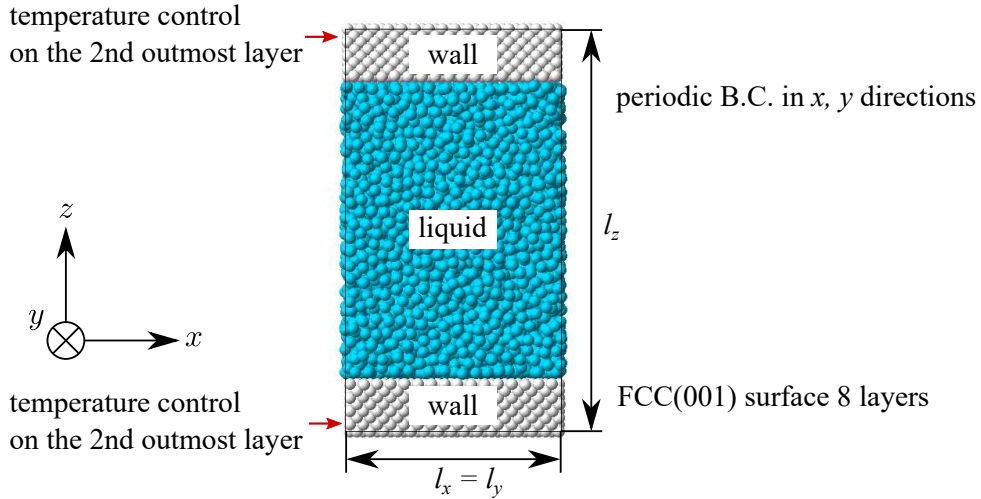 temperature control
on the 2nd outmost layer
wall
periodic B.C. in x, y directions
liquid
l_z
z
y
x
temperature control
on the 2nd outmost layer
wall
FCC(001) surface 8 layers
l_x = l_y